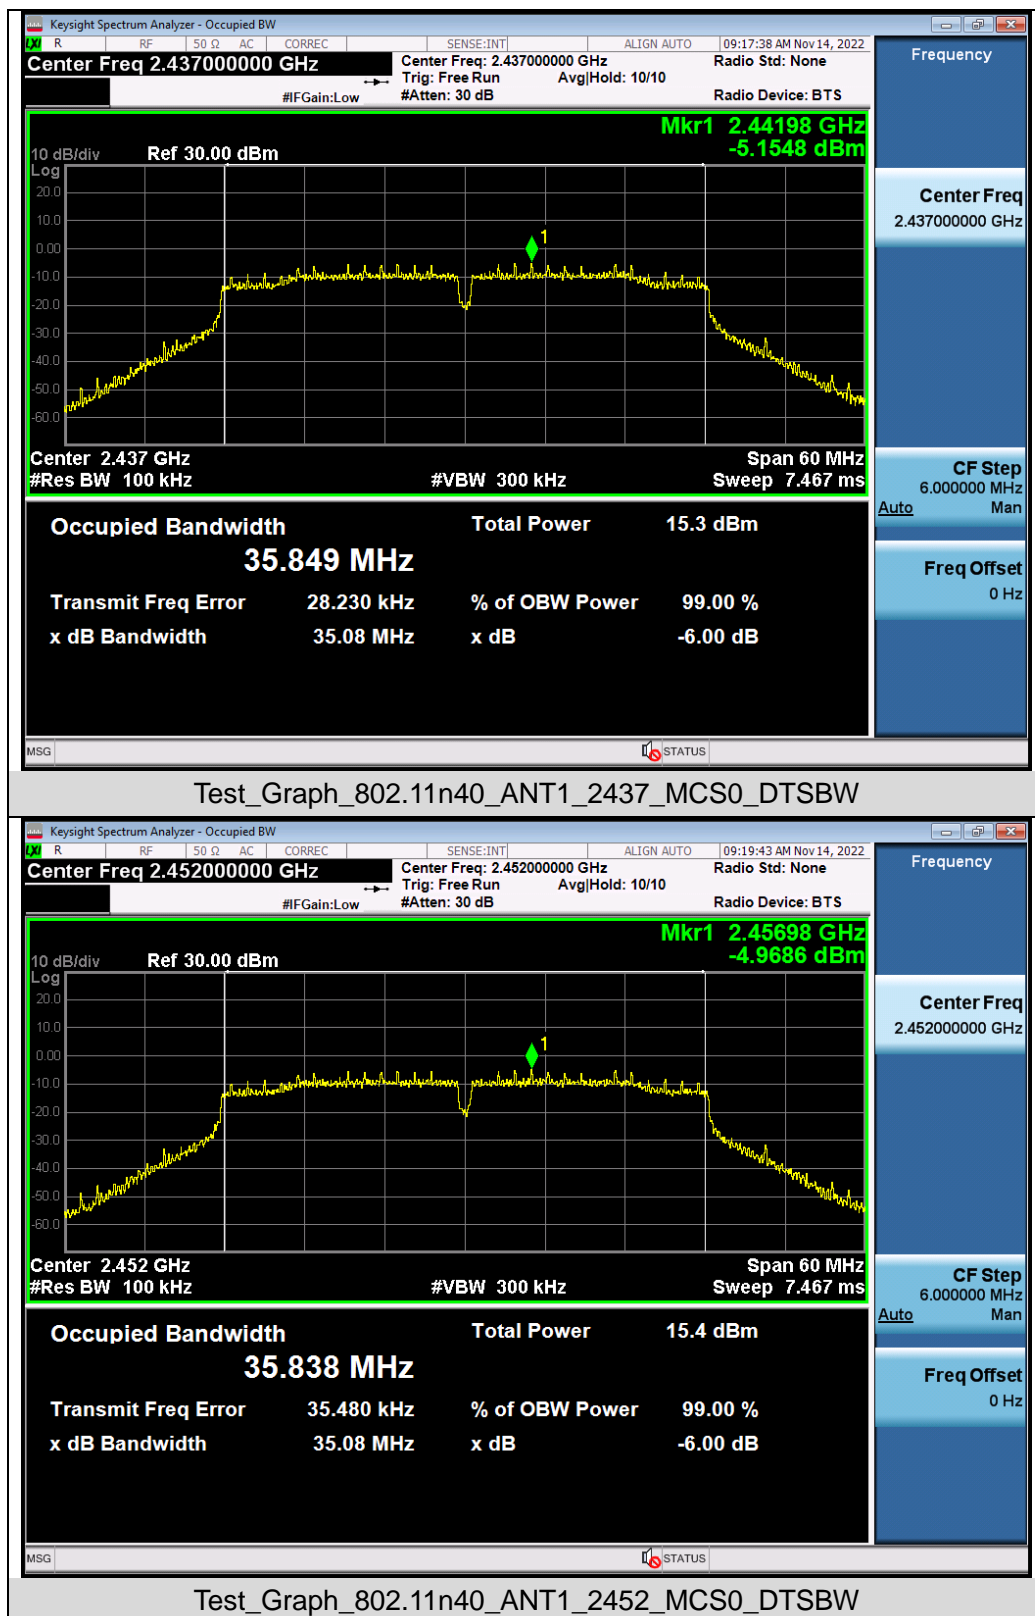 Keysight Spectrum Analyzer - Occupied BW
LXI R RF 50 Ω AC CORREC SENSE:INT ALIGN AUTO 09:17:38 AM Nov 14, 2022
Center Freq 2.437000000 GHz
Center Freq: 2.437000000 GHz
Radio Std: None
Trig: Free Run Avg|Hold: 10/10
#IFGain:Low
#Atten: 30 dB
Radio Device: BTS
Frequency
Mkr1 2.44198 GHz
-5.1548 dBm
10 dB/div Ref 30.00 dBm
Log
20.0
10.0
0.00
-10.0
-20.0
-30.0
-40.0
-50.0
-60.0
1
Center Freq
2.437000000 GHz
Center 2.437 GHz
Span 60 MHz
#Res BW 100 kHz
#VBW 300 kHz
Sweep 7.467 ms
CF Step
6.000000 MHz
Auto Man
Freq Offset
0 Hz
Occupied Bandwidth
Total Power 15.3 dBm
35.849 MHz
Transmit Freq Error 28.230 kHz % of OBW Power 99.00 %
x dB Bandwidth 35.08 MHz x dB -6.00 dB
MSG STATUS
Test_Graph_802.11n40_ANT1_2437_MCS0_DTSBW
Keysight Spectrum Analyzer - Occupied BW
LXI R RF 50 Ω AC CORREC SENSE:INT ALIGN AUTO 09:19:43 AM Nov 14, 2022
Center Freq 2.452000000 GHz
Center Freq: 2.452000000 GHz
Radio Std: None
Trig: Free Run Avg|Hold: 10/10
#IFGain:Low
#Atten: 30 dB
Radio Device: BTS
Frequency
Mkr1 2.45698 GHz
-4.9686 dBm
10 dB/div Ref 30.00 dBm
Log
20.0
10.0
0.00
-10.0
-20.0
-30.0
-40.0
-50.0
-60.0
1
Center Freq
2.452000000 GHz
Center 2.452 GHz
Span 60 MHz
#Res BW 100 kHz
#VBW 300 kHz
Sweep 7.467 ms
CF Step
6.000000 MHz
Auto Man
Freq Offset
0 Hz
Occupied Bandwidth
Total Power 15.4 dBm
35.838 MHz
Transmit Freq Error 35.480 kHz % of OBW Power 99.00 %
x dB Bandwidth 35.08 MHz x dB -6.00 dB
MSG STATUS
Test_Graph_802.11n40_ANT1_2452_MCS0_DTSBW